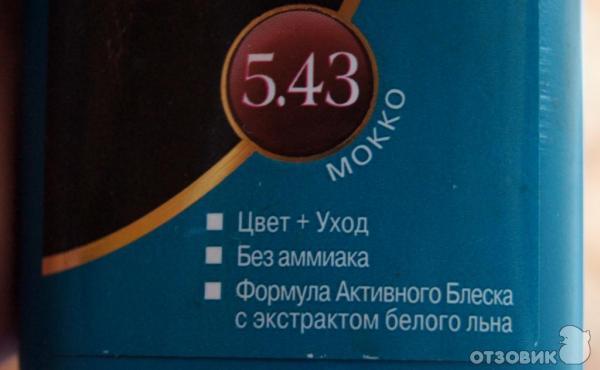 5.43
МОККО
Цвет + Уход
Без аммиака
Формула Активного Блеска
с экстрактом белого льна
ОТЗОВИК